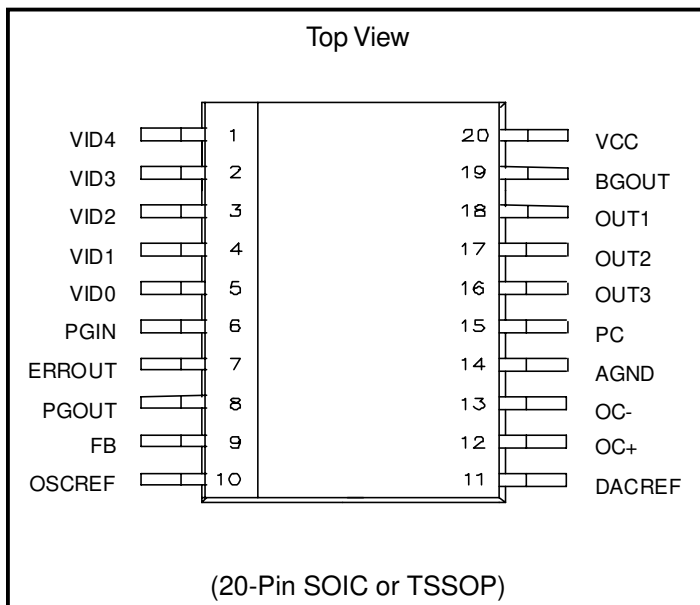 Top View
VID4 1 20 VCC
VID3 2 19 BGOUT
VID2 3 18 OUT1
VID1 4 17 OUT2
VID0 5 16 OUT3
PGIN 6 15 PC
ERROUT 7 14 AGND
PGOUT 8 13 OC-
FB 9 12 OC+
OSCREF 10 11 DACREF
(20-Pin SOIC or TSSOP)